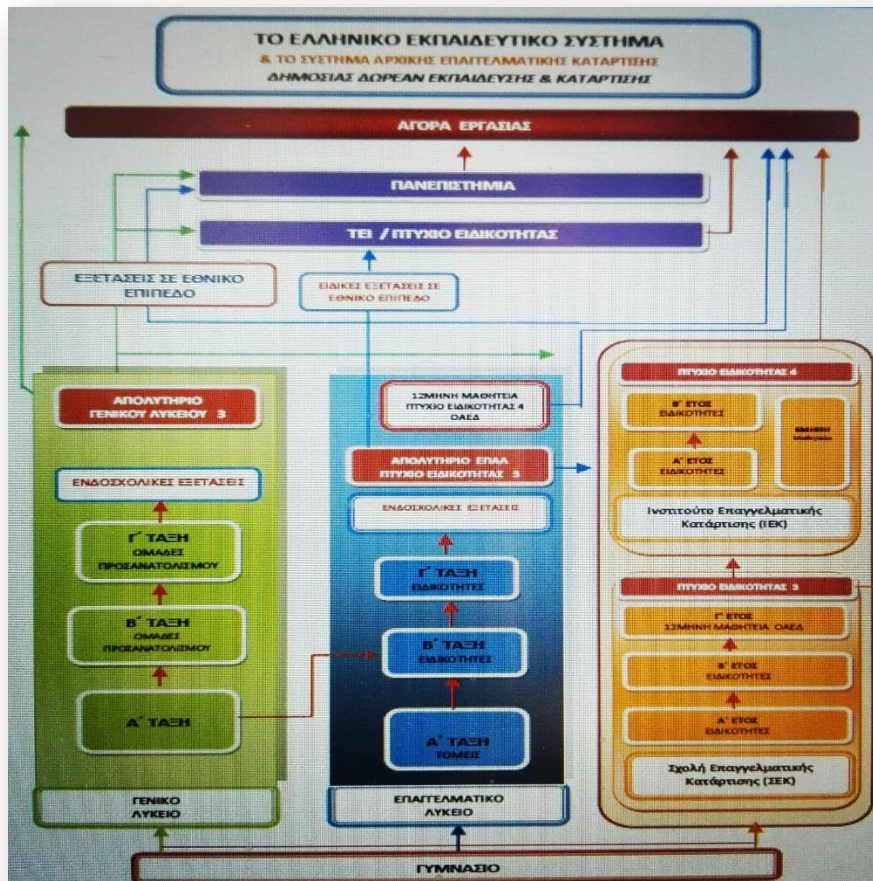 ΤΟ ΕΛΛΗΝΙΚΟ ΕΚΠΑΙΔΕΥΤΙΚΟ ΣΥΣΤΗΜΑ
& ΤΟ ΣΥΣΤΗΜΑ ΑΡΧΙΚΗΣ ΕΠΑΓΓΕΛΜΑΤΙΚΗΣ ΚΑΤΑΡΤΙΣΗΣ
ΔΗΜΟΣΙΑΣ ΔΩΡΕΑΝ ΕΚΠΑΙΔΕΥΣΗΣ & ΚΑΤΑΡΤΙΣΗΣ
ΑΓΟΡΑ ΕΡΓΑΣΙΑΣ
ΠΑΝΕΠΙΣΤΗΜΙΑ
ΤΕΙ / ΠΤΥΧΙΟ ΕΙΔΙΚΟΤΗΤΑΣ
ΕΞΕΤΑΣΕΙΣ ΣΕ ΕΘΝΙΚΟ
ΕΠΙΠΕΔΟ
ΕΙΔΙΚΕΣ ΕΞΕΤΑΣΕΙΣ ΣΕ
ΕΘΝΙΚΟ ΕΠΙΠΕΔΟ
ΑΠΟΛΥΤΗΡΙΟ
ΓΕΝΙΚΟΥ ΛΥΚΕΙΟΥ 3
ΕΝΔΟΣΧΟΛΙΚΕΣ ΕΞΕΤΑΣΕΙΣ
Γ΄ ΤΑΞΗ
ΟΜΑΔΕΣ
ΠΡΟΣΑΝΑΤΟΛΙΣΜΟΥ
Β΄ ΤΑΞΗ
ΟΜΑΔΕΣ
ΠΡΟΣΑΝΑΤΟΛΙΣΜΟΥ
Α΄ ΤΑΞΗ
ΓΕΝΙΚΟ
ΛΥΚΕΙΟ
12ΜΗΝΗ ΜΑΘΗΤΕΙΑ
ΠΤΥΧΙΟ ΕΙΔΙΚΟΤΗΤΑΣ 4
ΟΑΕΔ
ΑΠΟΛΥΤΗΡΙΟ ΕΠΑΛ
ΠΤΥΧΙΟ ΕΙΔΙΚΟΤΗΤΑΣ 3
ΕΝΔΟΣΧΟΛΙΚΕΣ ΕΞΕΤΑΣΕΙΣ
Γ΄ ΤΑΞΗ
ΕΙΔΙΚΟΤΗΤΕΣ
Β΄ ΤΑΞΗ
ΕΙΔΙΚΟΤΗΤΕΣ
Α΄ ΤΑΞΗ
ΤΟΜΕΙΣ
ΕΠΑΓΓΕΛΜΑΤΙΚΟ
ΛΥΚΕΙΟ
ΠΤΥΧΙΟ ΕΙΔΙΚΟΤΗΤΑΣ 4
Β΄ ΕΤΟΣ
ΕΙΔΙΚΟΤΗΤΕΣ
6ΜΗΝΗ
Μαθητεία
Α΄ ΕΤΟΣ
ΕΙΔΙΚΟΤΗΤΕΣ
Ινστιτούτο Επαγγελματικής
Κατάρτισης (ΙΕΚ)
ΠΤΥΧΙΟ ΕΙΔΙΚΟΤΗΤΑΣ 3
Γ΄ ΕΤΟΣ
12ΜΗΝΗ ΜΑΘΗΤΕΙΑ ΟΑΕΔ
Β΄ ΕΤΟΣ
ΕΙΔΙΚΟΤΗΤΕΣ
Α΄ ΕΤΟΣ
ΕΙΔΙΚΟΤΗΤΕΣ
Σχολή Επαγγελματικής
Κατάρτισης (ΣΕΚ)
ΓΥΜΝΑΣΙΟ